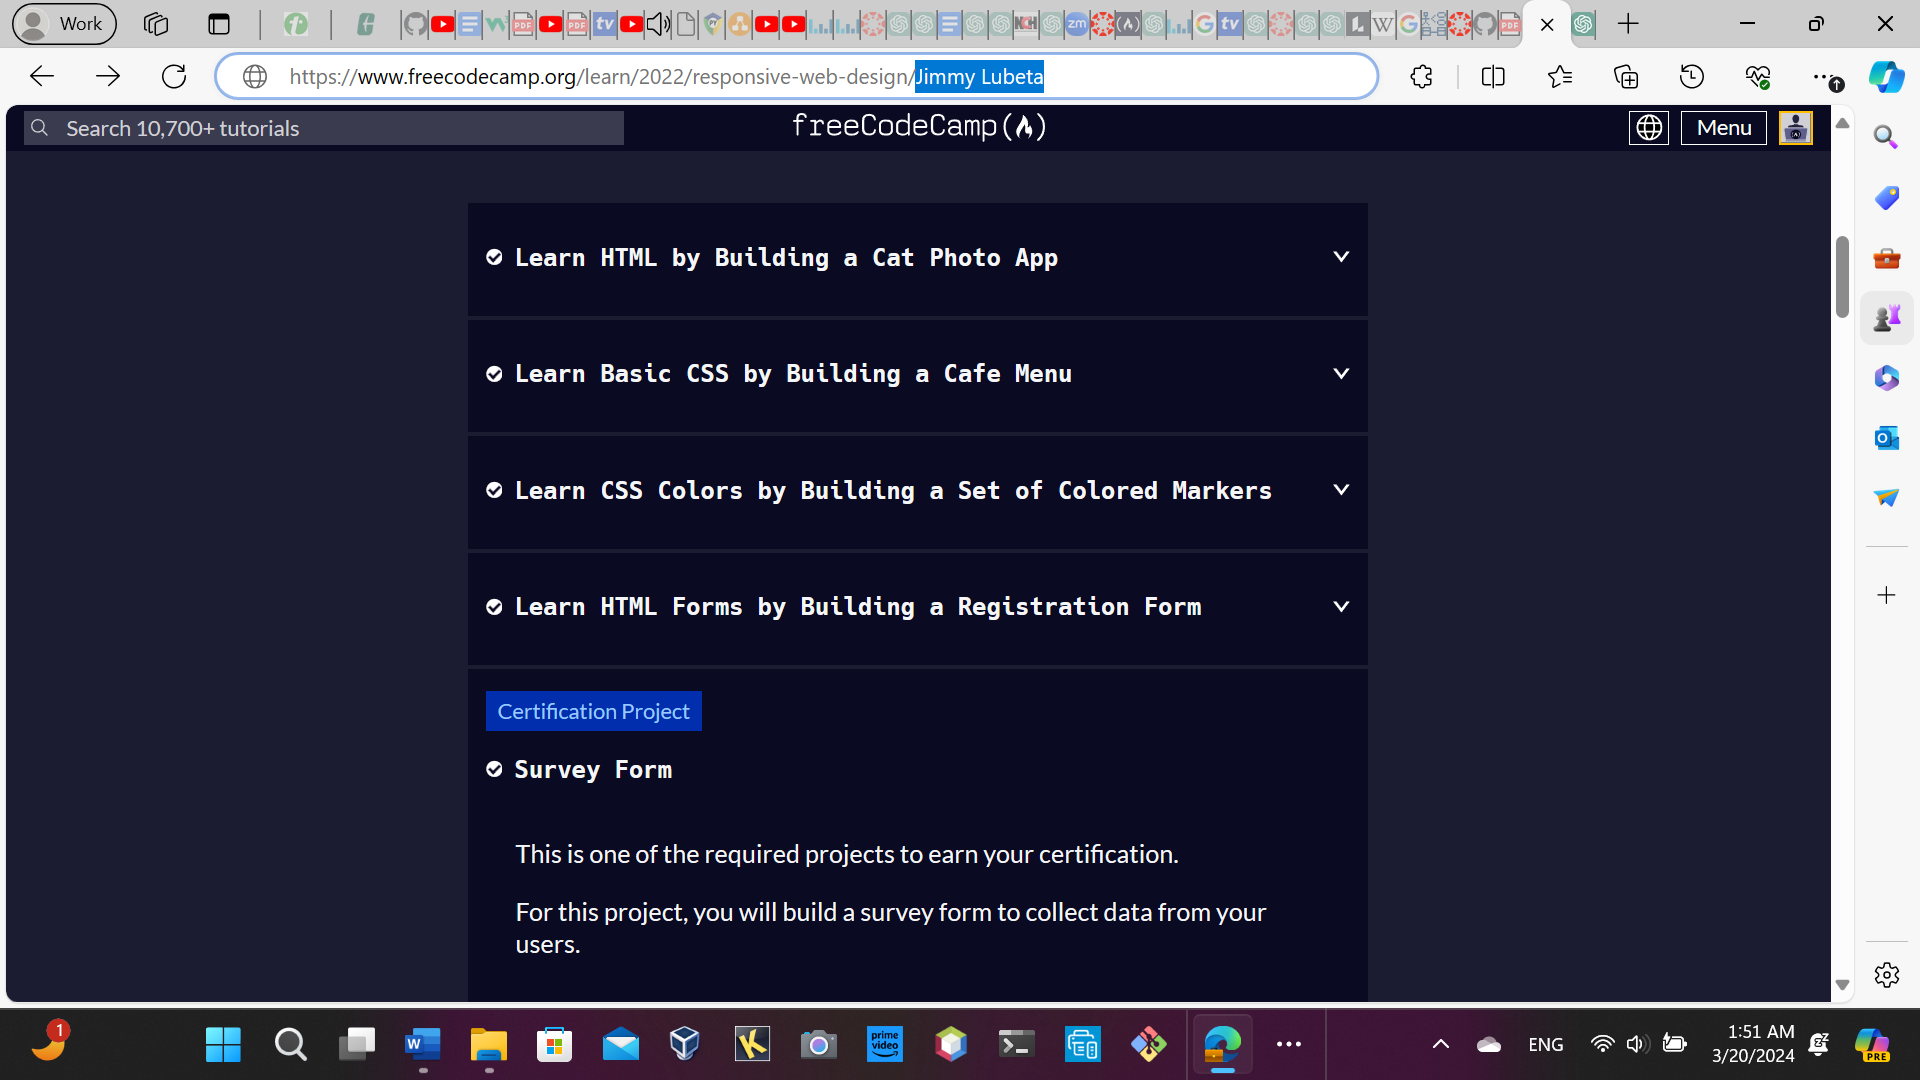 Work
https://www.freecodecamp.org/learn/2022/responsive-web-design/Jimmy Lubeta
Search 10,700+ tutorials
freeCodeCamp
Menu
Learn HTML by Building a Cat Photo App
Learn Basic CSS by Building a Cafe Menu
Learn CSS Colors by Building a Set of Colored Markers
Learn HTML Forms by Building a Registration Form
Certification Project
Survey Form
This is one of the required projects to earn your certification.
For this project, you will build a survey form to collect data from your
users.
1
prime
video
ENG
1:51 AM
3/20/2024
PRE